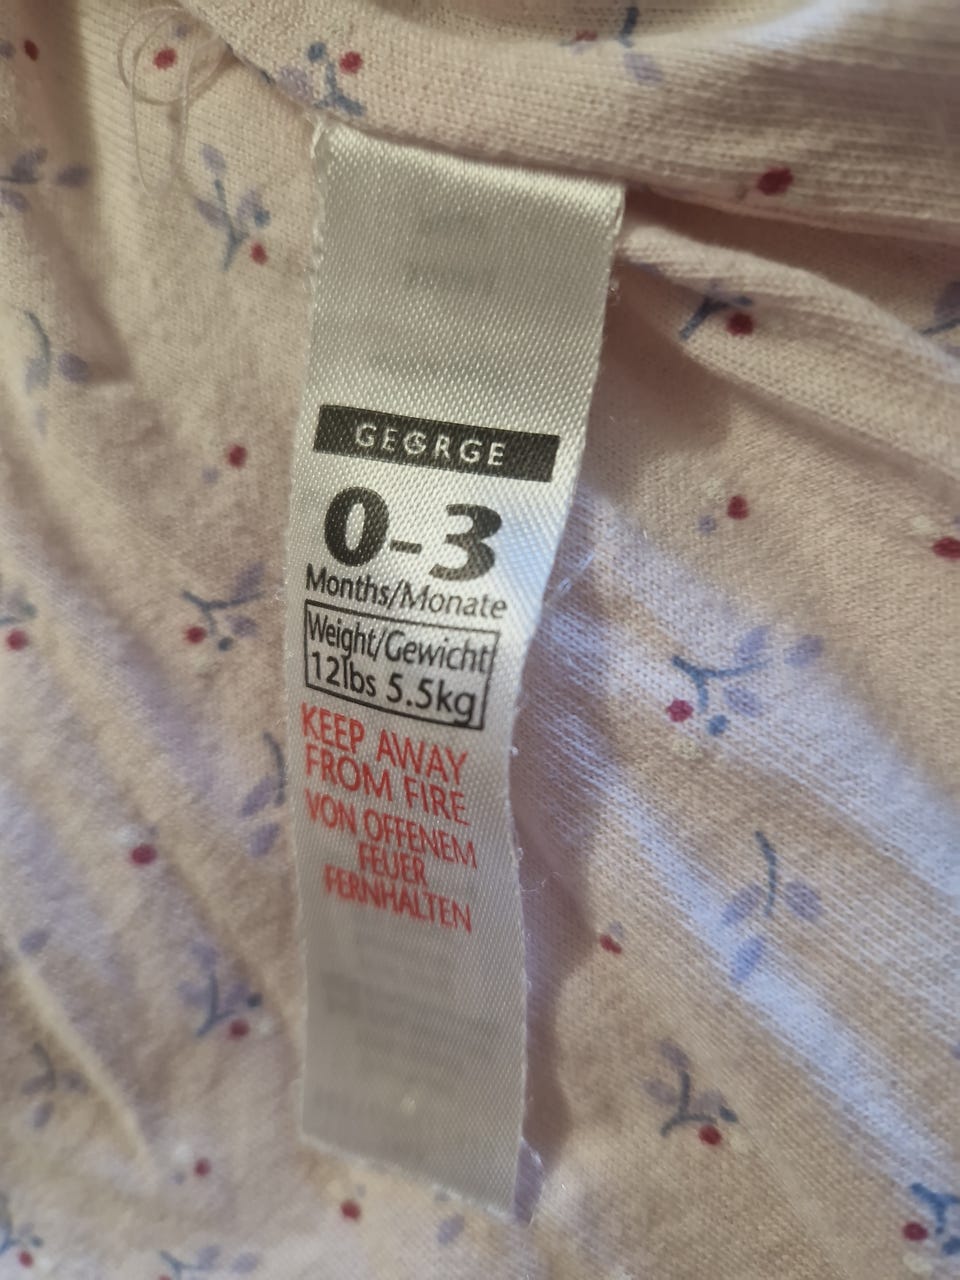 GEORGE
0-3
Months/Monate
Weight/Gewicht
12lbs 5.5kg
KEEP AWAY
FROM FIRE
VON OFFENEM
FEUER
FERNHALTEN